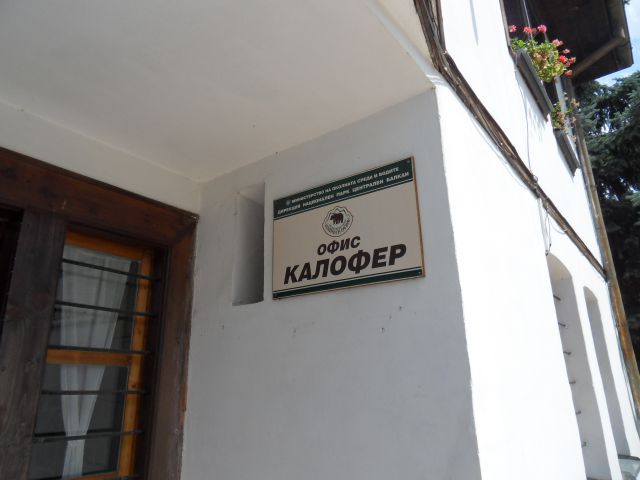 МИНИСТЕРСТВО НА ОКОЛНАТА СРЕДА И ВОДИТЕ
ДИРЕКЦИЯ НАЦИОНАЛЕН ПАРК ЦЕНТРАЛЕН БАЛКАН
ОФИС
КАЛОФЕР